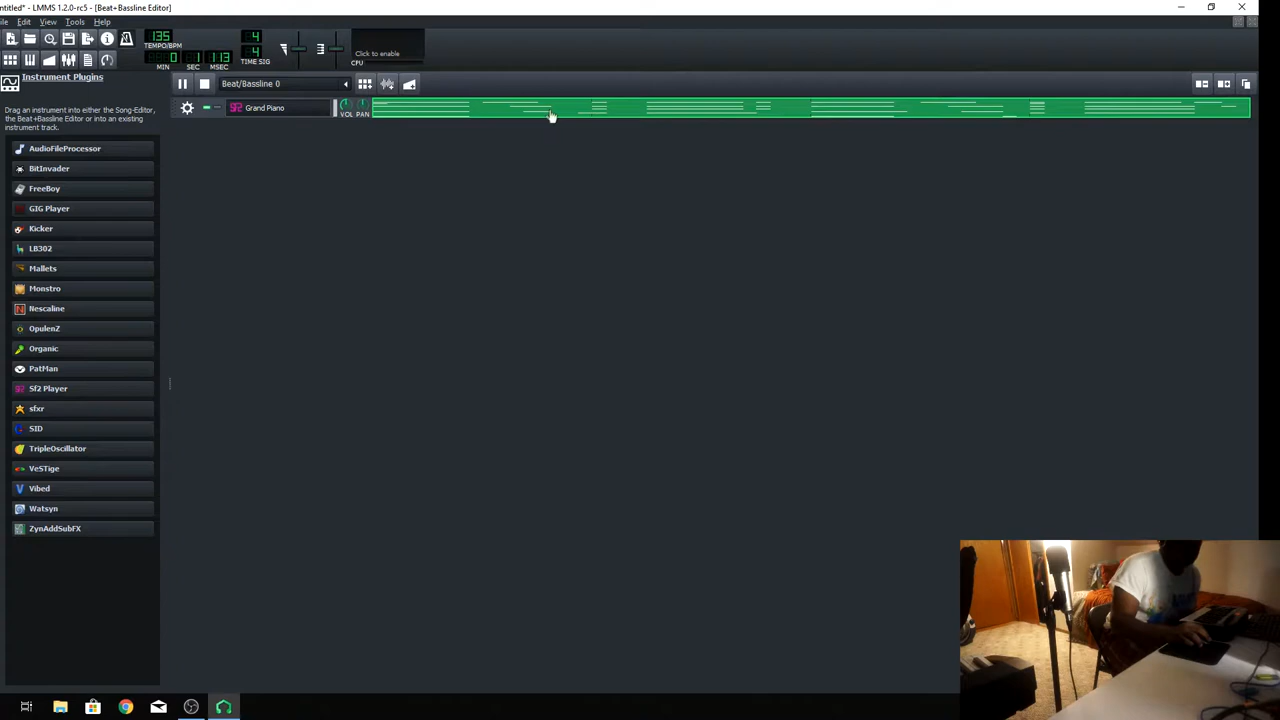 ntitled* - LMMS 1.2.0-rc5 - [Beat+Bassline Editor]
ile Edit View Tools Help
135
TEMPO/BPM
0 1 113
MIN SEC MSEC
4
4
TIME SIG
Click to enable
CPU
Instrument Plugins
Drag an instrument into either the Song-Editor,
the Beat+Bassline Editor or into an existing
instrument track.
Beat/Bassline 0
Grand Piano
VOL PAN
AudioFileProcessor
BitInvader
FreeBoy
GIG Player
Kicker
LB302
Mallets
Monstro
Nescaline
OpulenZ
Organic
PatMan
Sf2 Player
sfxr
SID
TripleOscillator
VeSTige
Vibed
Watsyn
ZynAddSubFX